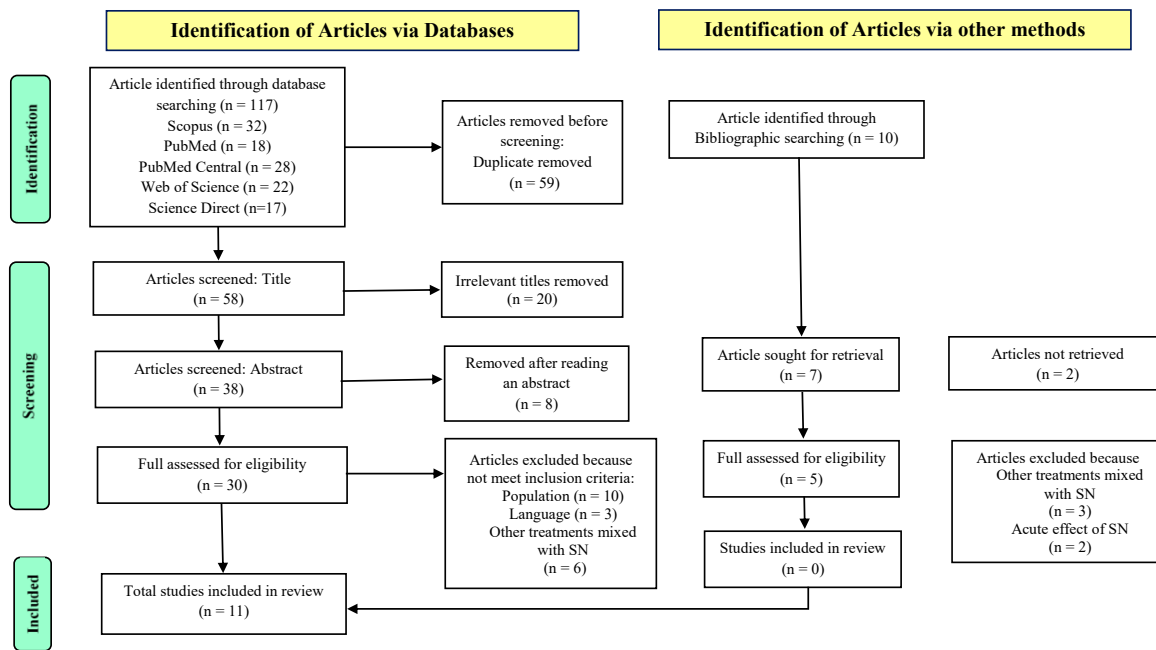 Identification of Articles via Databases
Identification of Articles via other methods
Identification
Article identified through database
searching (n = 117)
Scopus (n = 32)
PubMed (n = 18)
PubMed Central (n = 28)
Web of Science (n = 22)
Science Direct (n=17)
Articles removed before
screening:
Duplicate removed
(n = 59)
Article identified through
Bibliographic searching (n = 10)
Screening
Articles screened: Title
(n = 58)
Irrelevant titles removed
(n = 20)
Articles screened: Abstract
(n = 38)
Removed after reading
an abstract
(n = 8)
Article sought for retrieval
(n = 7)
Articles not retrieved
(n = 2)
Full assessed for eligibility
(n = 30)
Articles excluded because
not meet inclusion criteria:
Population (n = 10)
Language (n = 3)
Other treatments mixed
with SN
(n = 6)
Full assessed for eligibility
(n = 5)
Articles excluded because
Other treatments mixed
with SN
(n = 3)
Acute effect of SN
(n = 2)
Studies included in review
(n = 0)
Included
Total studies included in review
(n = 11)